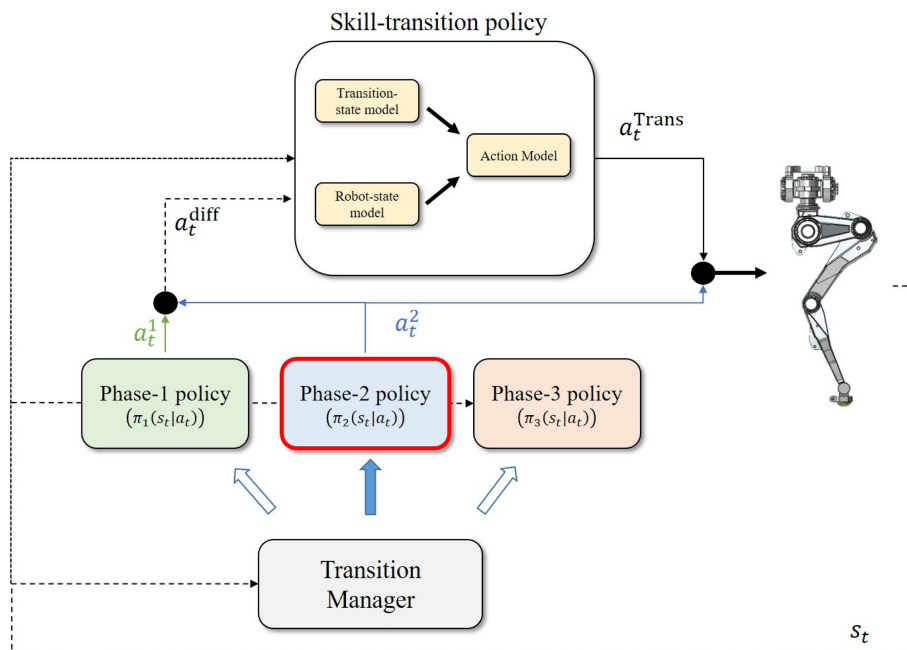 Skill-transition policy
Transition-
state model
Action Model
Robot-state
model
a_t^Trans
a_t^diff
a_t^1
a_t^2
Phase-1 policy
(π_1(s_t|a_t))
Phase-2 policy
(π_2(s_t|a_t))
Phase-3 policy
(π_3(s_t|a_t))
Transition
Manager
s_t